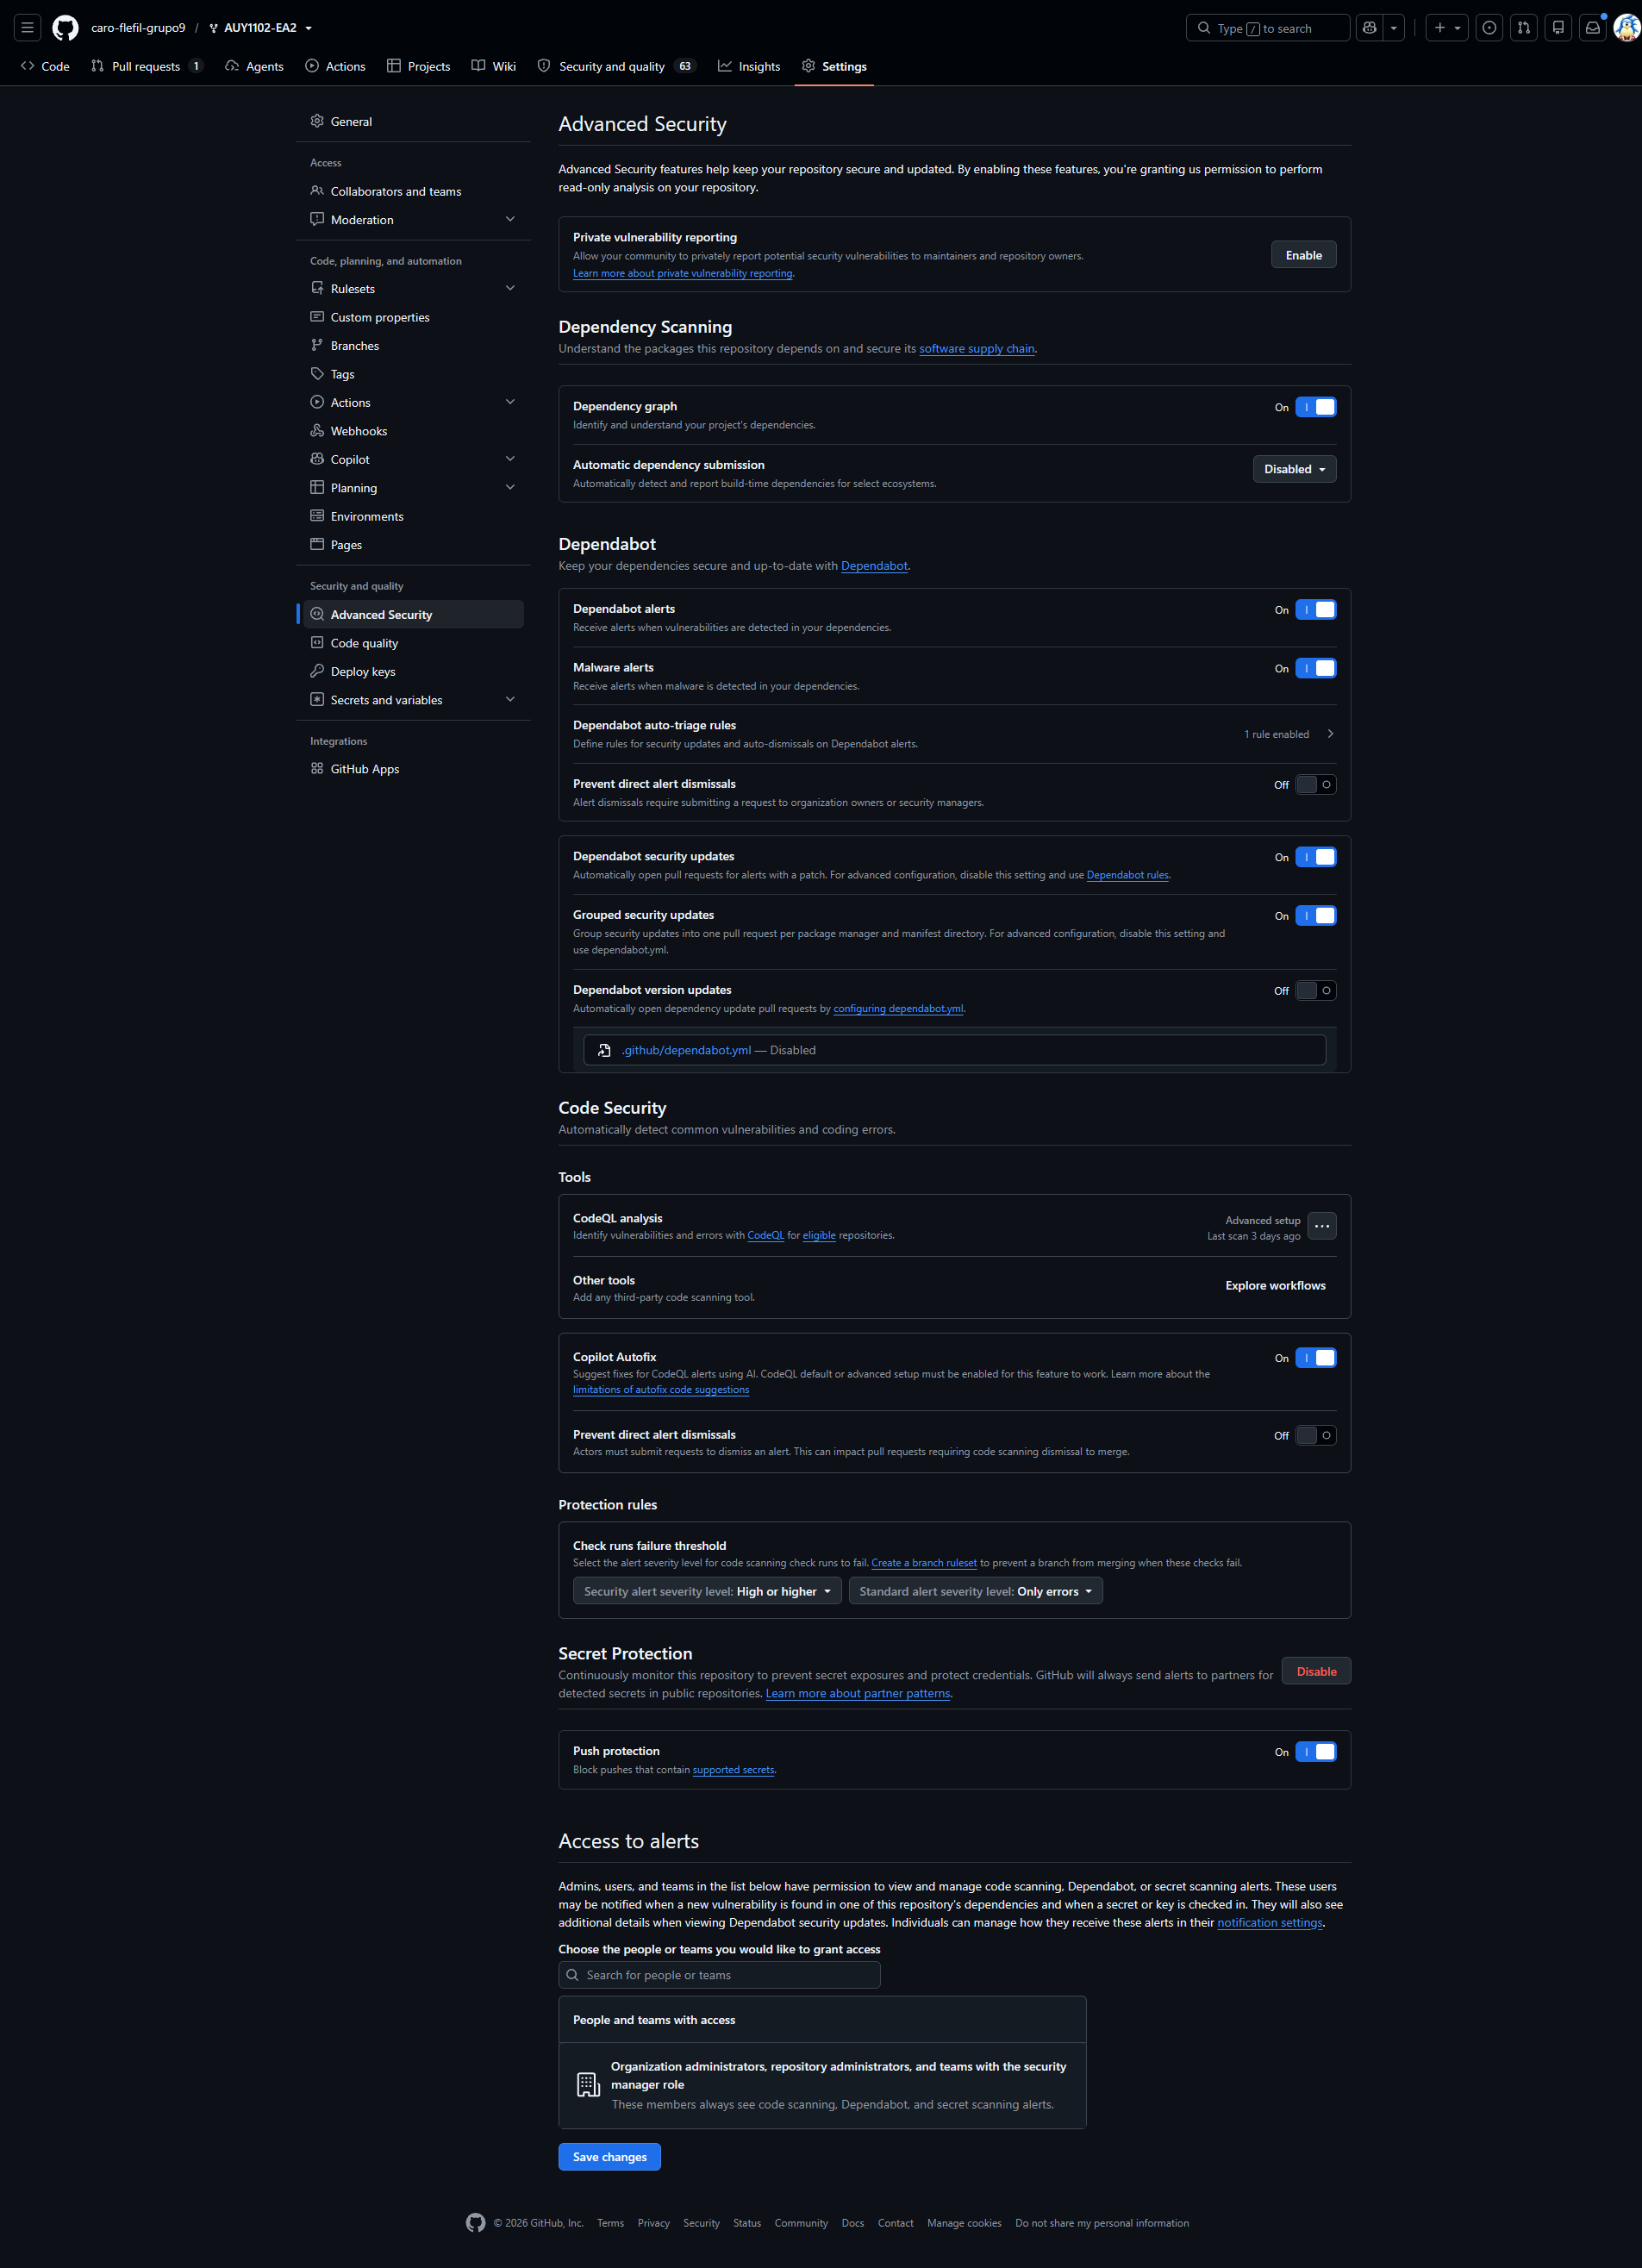 caro-flefil-grupo9 / AUY1102-EA2
Type / to search
Code
Pull requests 1
Agents
Actions
Projects
Wiki
Security and quality 63
Insights
Settings
General
Access
Collaborators and teams
Moderation
Code, planning, and automation
Rulesets
Custom properties
Branches
Tags
Actions
Webhooks
Copilot
Planning
Environments
Pages
Security and quality
Advanced Security
Code quality
Deploy keys
Secrets and variables
Integrations
GitHub Apps
Advanced Security
Advanced Security features help keep your repository secure and updated. By enabling these features, you're granting us permission to perform
read-only analysis on your repository.
Private vulnerability reporting
Allow your community to privately report potential security vulnerabilities to maintainers and repository owners.
Learn more about private vulnerability reporting.
Enable
Dependency Scanning
Understand the packages this repository depends on and secure its software supply chain.
Dependency graph
On
Identify and understand your project's dependencies.
Automatic dependency submission
Disabled
Automatically detect and report build-time dependencies for select ecosystems.
Dependabot
Keep your dependencies secure and up-to-date with Dependabot.
Dependabot alerts
On
Receive alerts when vulnerabilities are detected in your dependencies.
Malware alerts
On
Receive alerts when malware is detected in your dependencies.
Dependabot auto-triage rules
1 rule enabled
Define rules for security updates and auto-dismissals on Dependabot alerts.
Prevent direct alert dismissals
Off
Alert dismissals require submitting a request to organization owners or security managers.
Dependabot security updates
On
Automatically open pull requests for alerts with a patch. For advanced configuration, disable this setting and use Dependabot rules.
Grouped security updates
On
Group security updates into one pull request per package manager and manifest directory. For advanced configuration, disable this setting and
use dependabot.yml.
Dependabot version updates
Off
Automatically open dependency update pull requests by configuring dependabot.yml.
.github/dependabot.yml — Disabled
Code Security
Automatically detect common vulnerabilities and coding errors.
Tools
CodeQL analysis
Identify vulnerabilities and errors with CodeQL for eligible repositories.
Advanced setup
Last scan 3 days ago
Other tools
Add any third-party code scanning tool.
Explore workflows
Copilot Autofix
On
Suggest fixes for CodeQL alerts using AI. CodeQL default or advanced setup must be enabled for this feature to work. Learn more about the
limitations of autofix code suggestions
Prevent direct alert dismissals
Off
Actors must submit requests to dismiss an alert. This can impact pull requests requiring code scanning dismissal to merge.
Protection rules
Check runs failure threshold
Select the alert severity level for code scanning check runs to fail. Create a branch ruleset to prevent a branch from merging when these checks fail.
Security alert severity level: High or higher
Standard alert severity level: Only errors
Secret Protection
Continuously monitor this repository to prevent secret exposures and protect credentials. GitHub will always send alerts to partners for
detected secrets in public repositories. Learn more about partner patterns.
Disable
Push protection
On
Block pushes that contain supported secrets.
Access to alerts
Admins, users, and teams in the list below have permission to view and manage code scanning, Dependabot, or secret scanning alerts. These users
may be notified when a new vulnerability is found in one of this repository's dependencies and when a secret or key is checked in. They will also see
additional details when viewing Dependabot security updates. Individuals can manage how they receive these alerts in their notification settings.
Choose the people or teams you would like to grant access
Search for people or teams
People and teams with access
Organization administrators, repository administrators, and teams with the security
manager role
These members always see code scanning, Dependabot, and secret scanning alerts.
Save changes
© 2026 GitHub, Inc. Terms Privacy Security Status Community Docs Contact Manage cookies Do not share my personal information